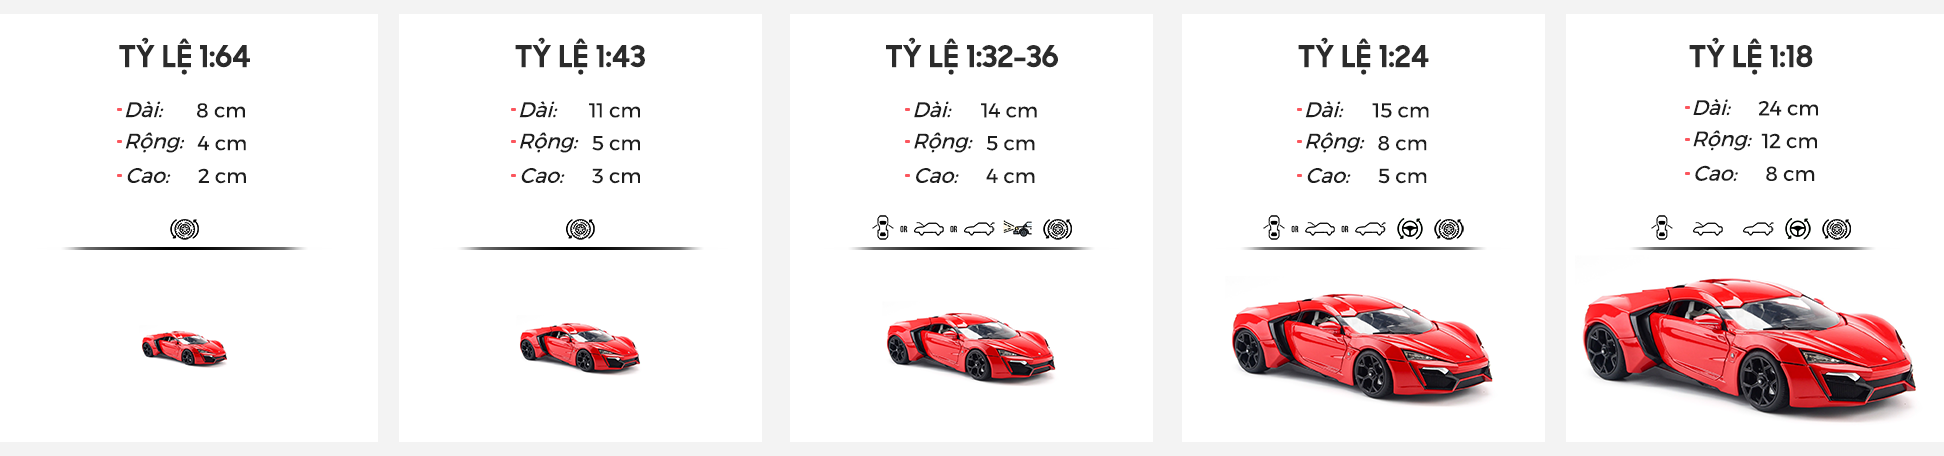 TỶ LỆ 1:64
- Dài: 8 cm
- Rộng: 4 cm
- Cao: 2 cm
TỶ LỆ 1:43
- Dài: 11 cm
- Rộng: 5 cm
- Cao: 3 cm
TỶ LỆ 1:32-36
- Dài: 14 cm
- Rộng: 5 cm
- Cao: 4 cm
OR OR
TỶ LỆ 1:24
- Dài: 15 cm
- Rộng: 8 cm
- Cao: 5 cm
OR OR
TỶ LỆ 1:18
- Dài: 24 cm
- Rộng: 12 cm
- Cao: 8 cm